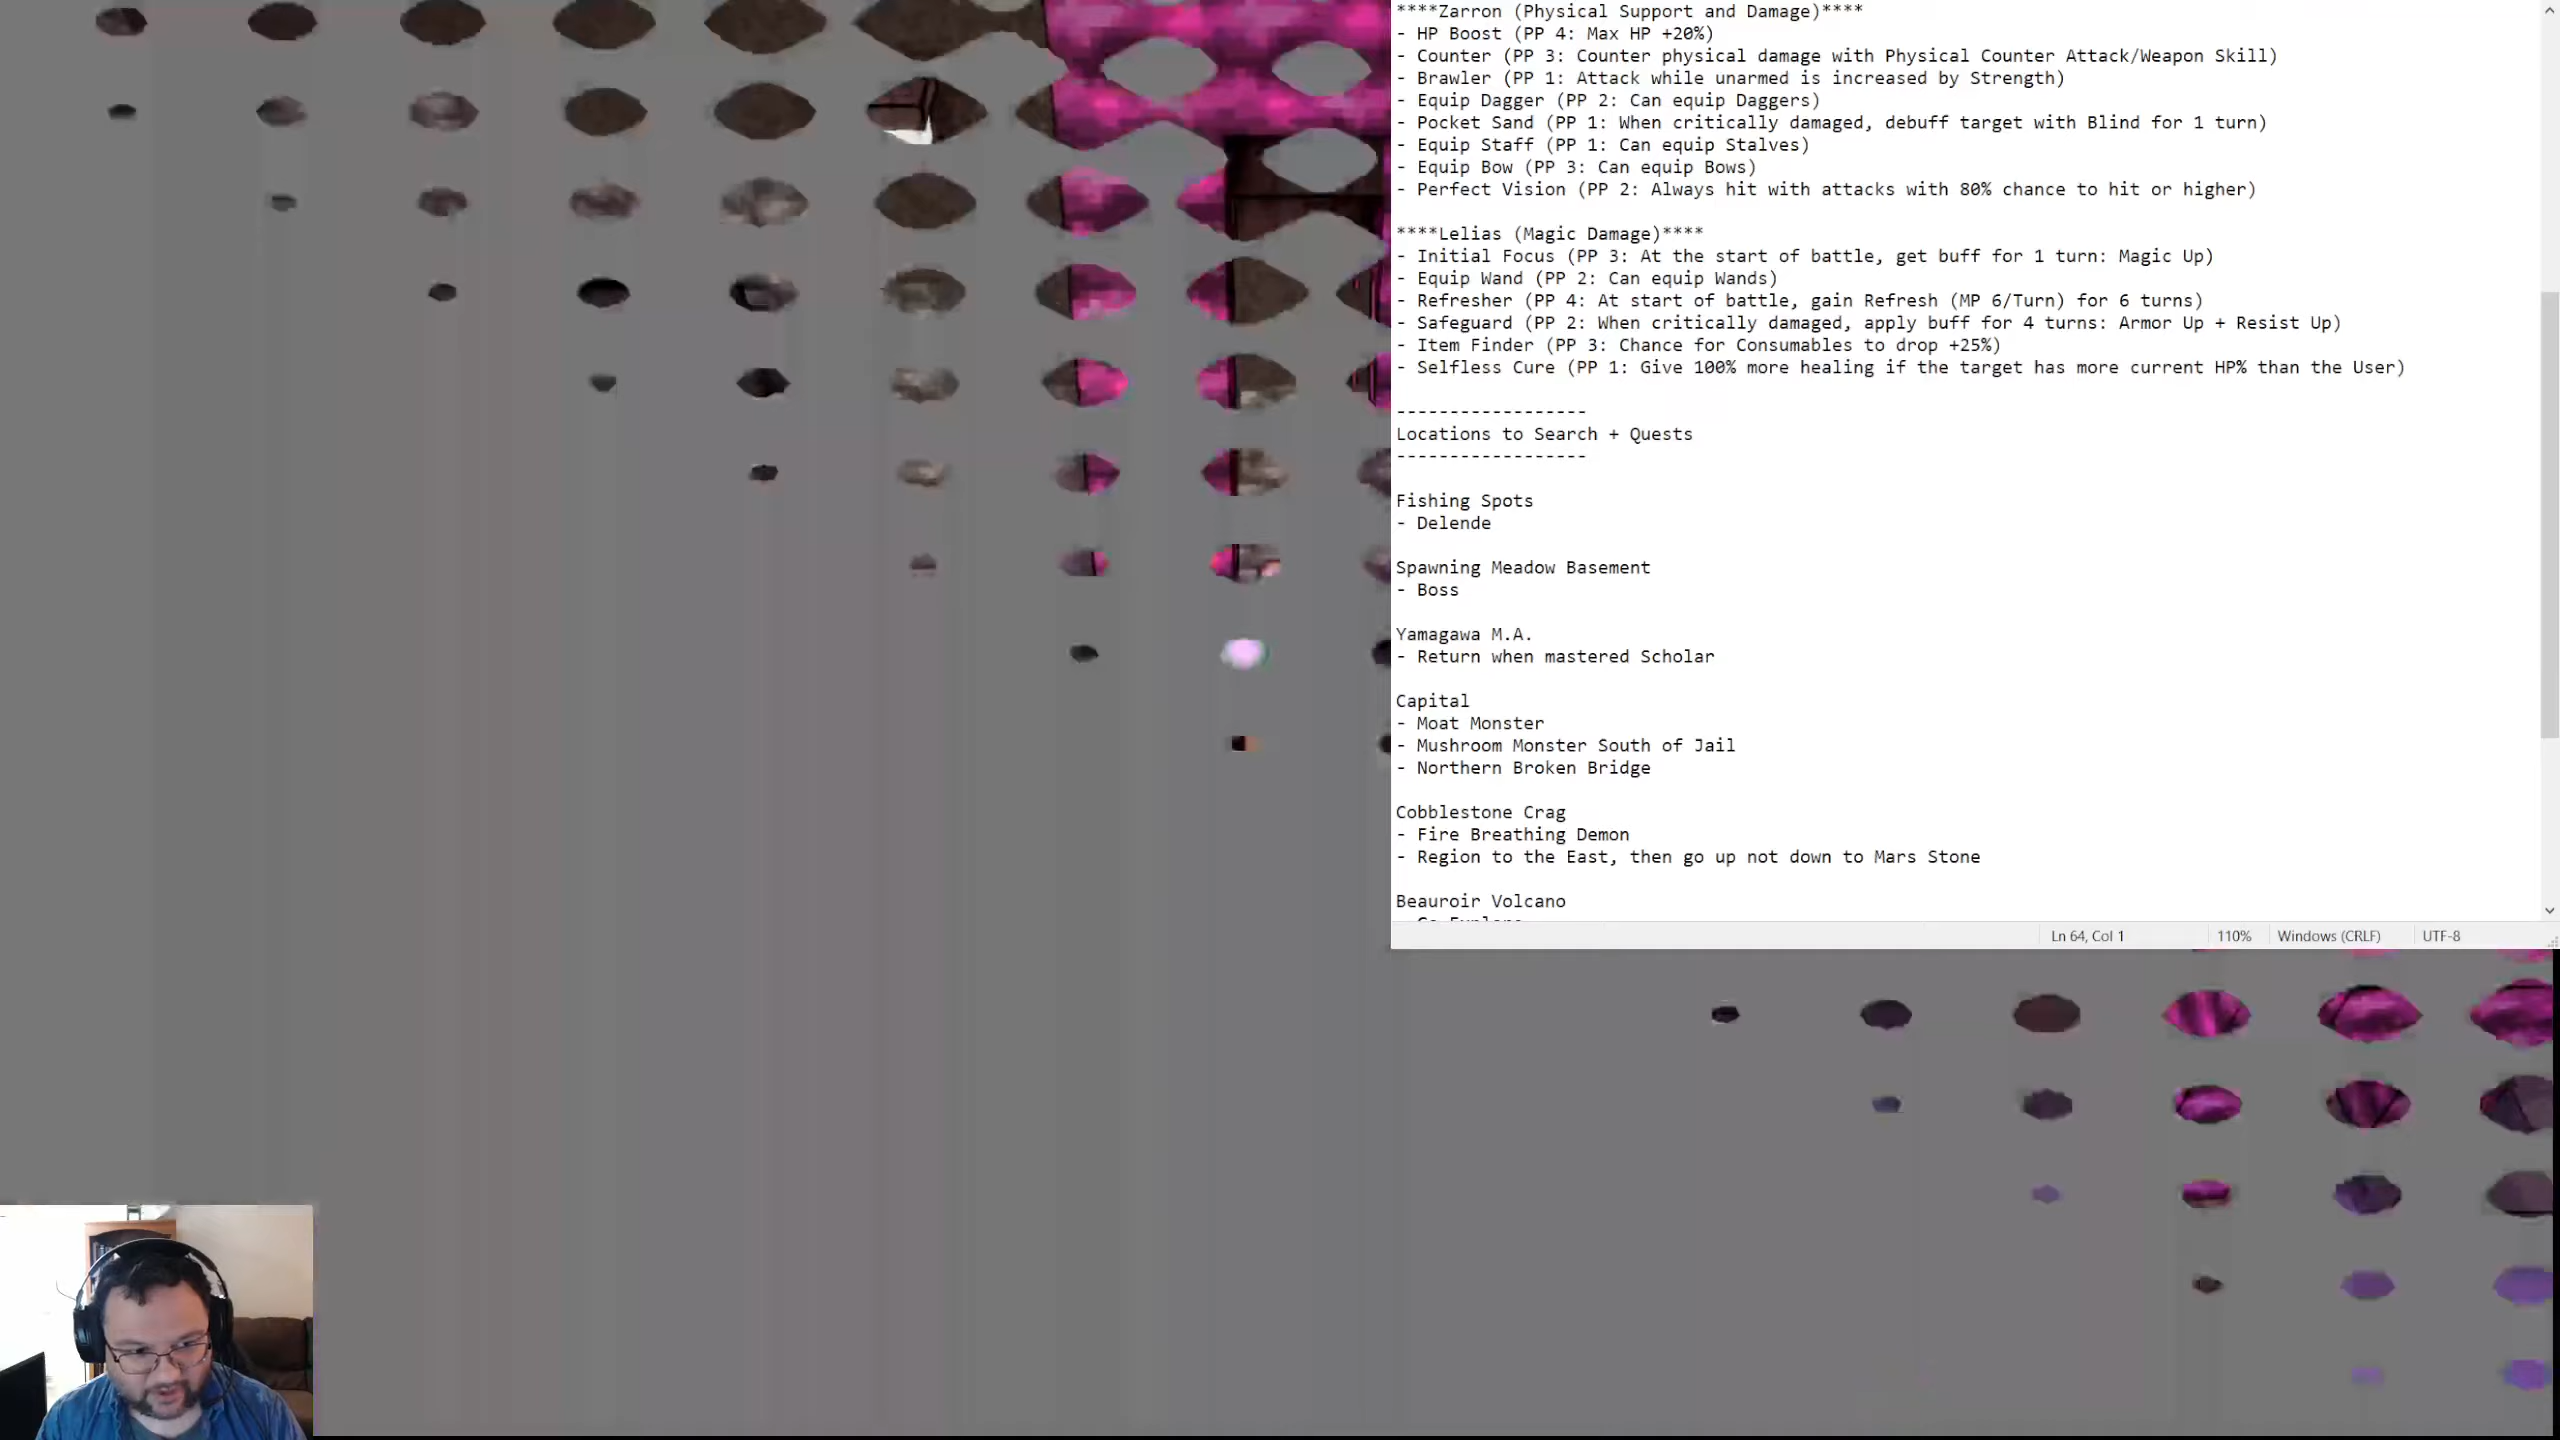 ****Zarron (Physical Support and Damage)****
- HP Boost (PP 4: Max HP +20%)
- Counter (PP 3: Counter physical damage with Physical Counter Attack/Weapon Skill)
- Brawler (PP 1: Attack while unarmed is increased by Strength)
- Equip Dagger (PP 2: Can equip Daggers)
- Pocket Sand (PP 1: When critically damaged, debuff target with Blind for 1 turn)
- Equip Staff (PP 1: Can equip Stalves)
- Equip Bow (PP 3: Can equip Bows)
- Perfect Vision (PP 2: Always hit with attacks with 80% chance to hit or higher)
****Lelias (Magic Damage)****
- Initial Focus (PP 3: At the start of battle, get buff for 1 turn: Magic Up)
- Equip Wand (PP 2: Can equip Wands)
- Refresher (PP 4: At start of battle, gain Refresh (MP 6/Turn) for 6 turns)
- Safeguard (PP 2: When critically damaged, apply buff for 4 turns: Armor Up + Resist Up)
- Item Finder (PP 3: Chance for Consumables to drop +25%)
- Selfless Cure (PP 1: Give 100% more healing if the target has more current HP% than the User)
------------------
Locations to Search + Quests
------------------
Fishing Spots
- Delende
Spawning Meadow Basement
- Boss
Yamagawa M.A.
- Return when mastered Scholar
Capital
- Moat Monster
- Mushroom Monster South of Jail
- Northern Broken Bridge
Cobblestone Crag
- Fire Breathing Demon
- Region to the East, then go up not down to Mars Stone
Beauroir Volcano
Ln 64, Col 1
110%
Windows (CRLF)
UTF-8